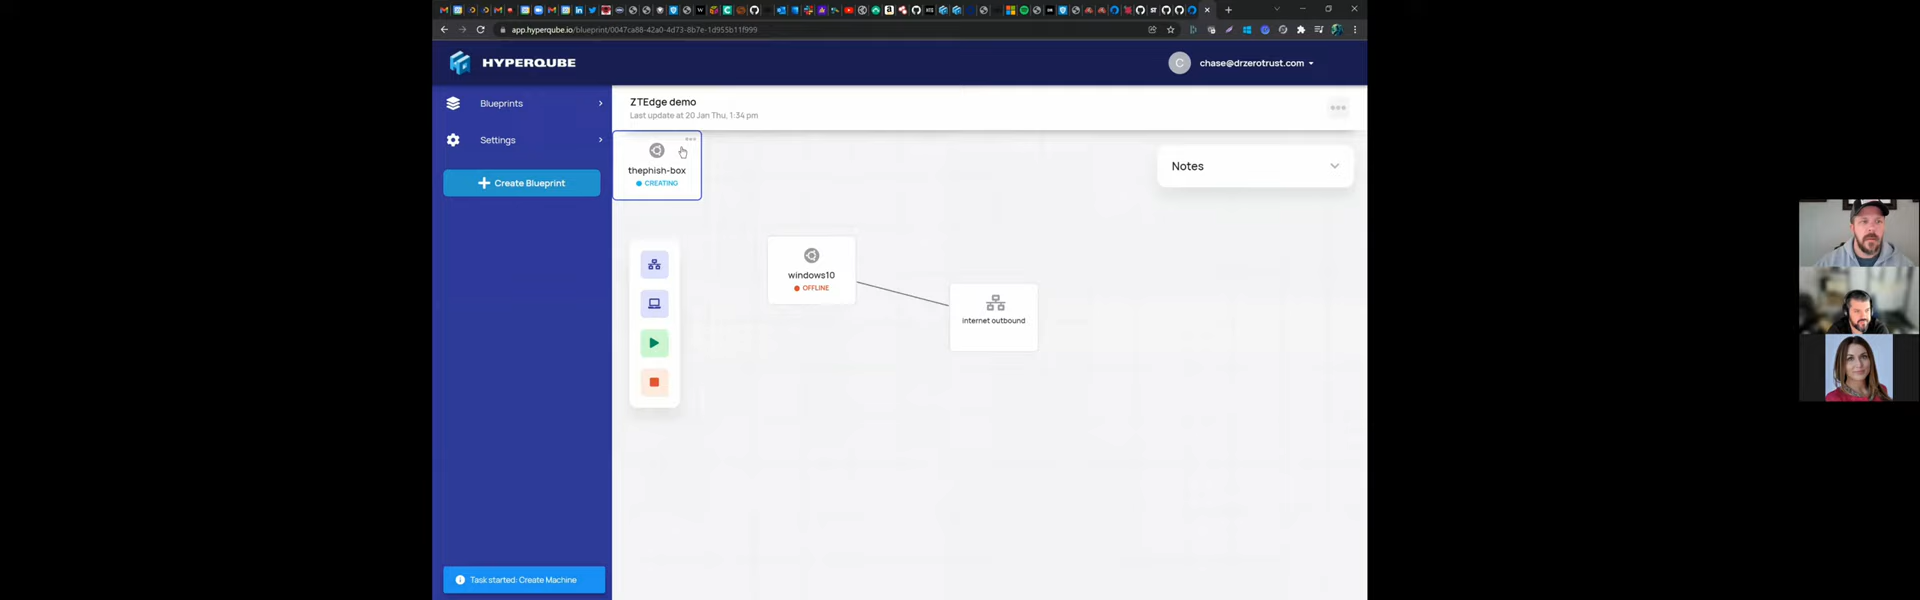 app.hyperqube.io/blueprint/0047ca88-42a0-4d73-8b7e-1d955b11f999
HYPERQUBE
C
chase@drzerotrust.com
Blueprints
Settings
Create Blueprint
ZTEdge demo
Last update at 20 Jan Thu, 1:34 pm
thephish-box
CREATING
Notes
windows10
OFFLINE
internet outbound
Task started: Create Machine